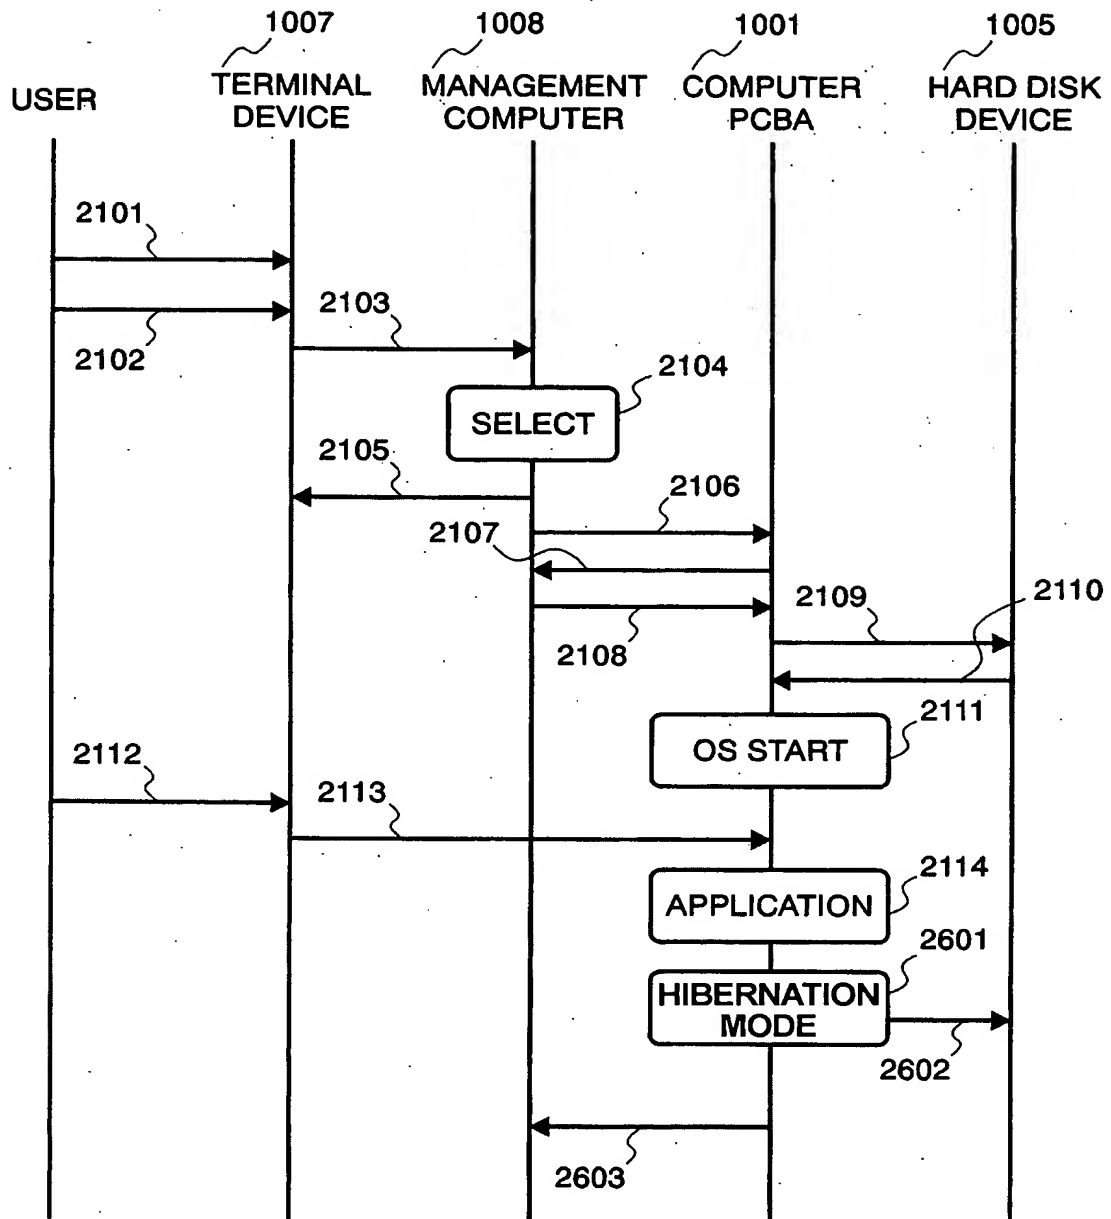 1007
1008
1001
1005
USER
TERMINAL
DEVICE
MANAGEMENT
COMPUTER
COMPUTER
PCBA
HARD DISK
DEVICE
2101
2102
2103
2104
SELECT
2105
2106
2107
2108
2109
2110
2111
OS START
2112
2113
2114
APPLICATION
2601
HIBERNATION
MODE
2602
2603